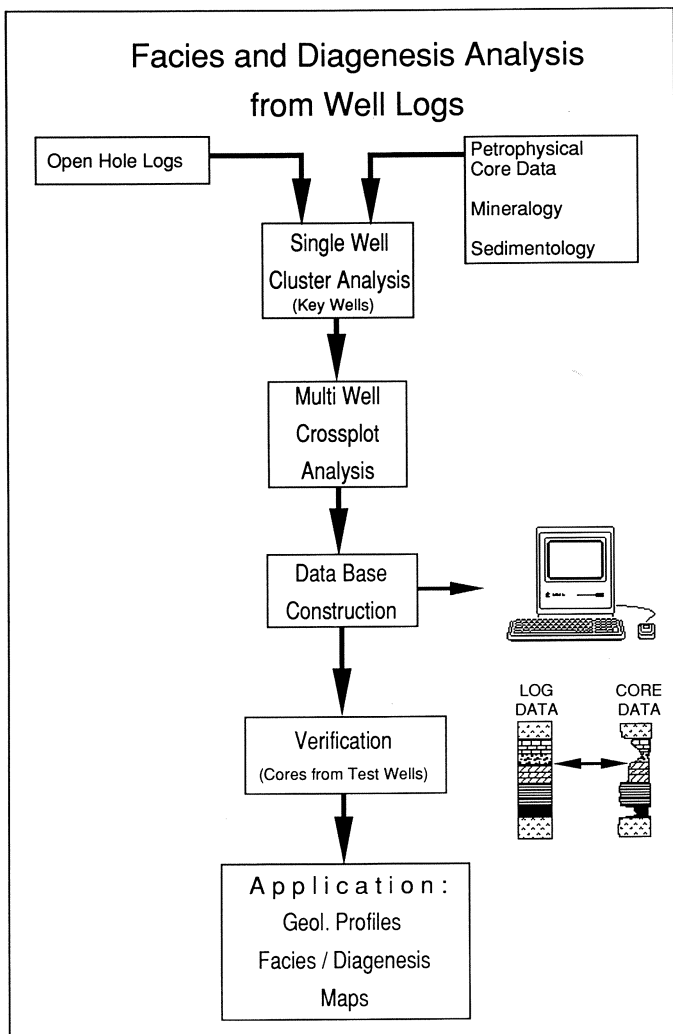 Facies and Diagenesis Analysis
from Well Logs
Open Hole Logs
Petrophysical
Core Data
Mineralogy
Sedimentology
Single Well
Cluster Analysis
(Key Wells)
Multi Well
Crossplot
Analysis
Data Base
Construction
LOG
DATA
CORE
DATA
Verification
(Cores from Test Wells)
Application:
Geol. Profiles
Facies / Diagenesis
Maps